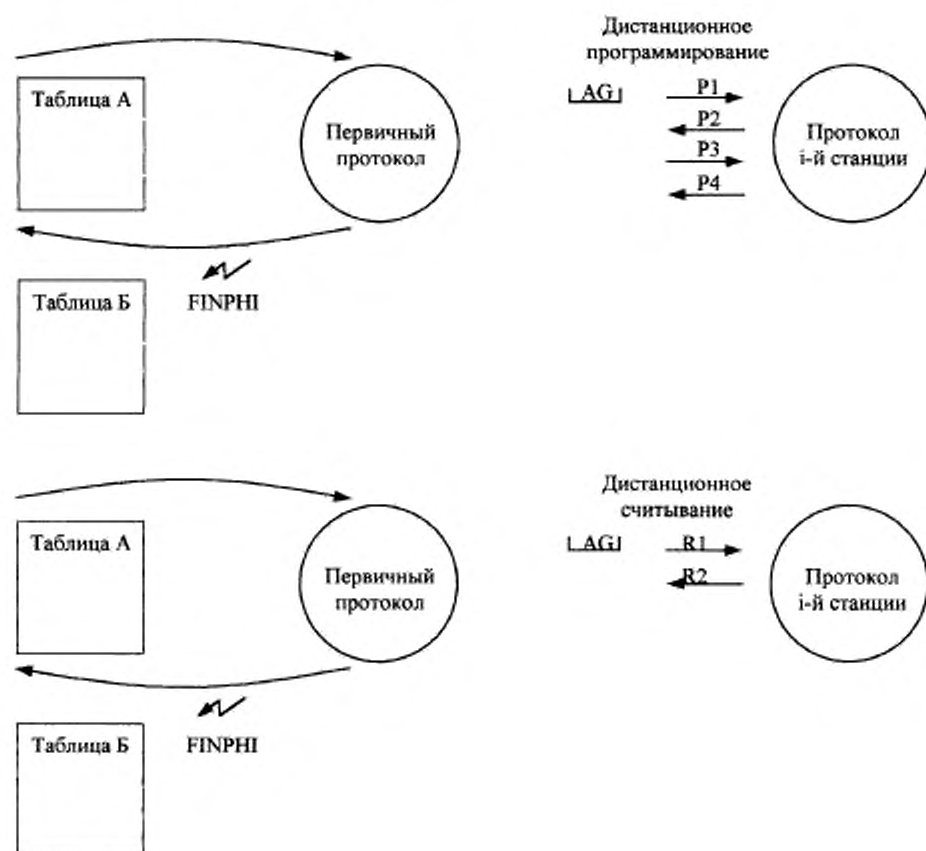 Дистанционное
программирование
Таблица А
Первичный
протокол
AG
P1
P2
P3
P4
Протокол
i-й станции
Таблица Б
FINPHI
Дистанционное
считывание
Таблица А
Первичный
протокол
AG
R1
R2
Протокол
i-й станции
Таблица Б
FINPHI